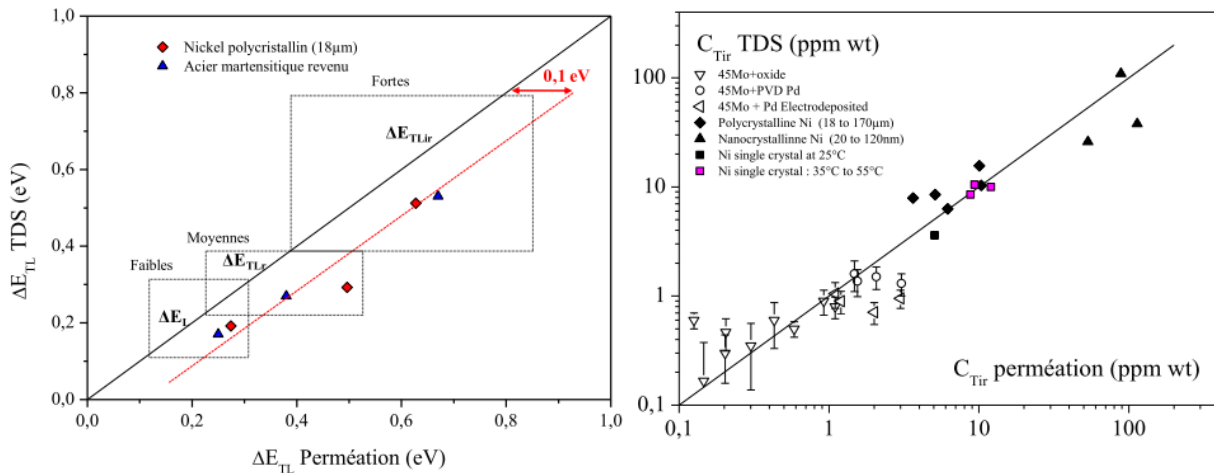 1,0
0,8
0,6
0,4
0,2
0,0
ΔE_TL TDS (eV)
Nickel polycristallin (18µm)
Acier martensitique revenu
Fortes
0,1 eV
ΔE_TLir
Moyennes
ΔE_TLr
Faibles
ΔE_L
0,0 0,2 0,4 0,6 0,8 1,0
ΔE_TL Perméation (eV)
100
10
1
0,1
C_Tir TDS (ppm wt)
45Mo+oxide
45Mo+PVD Pd
45Mo + Pd Electrodeposited
Polycrystalline Ni (18 to 170µm)
Nanocrystallinne Ni (20 to 120nm)
Ni single crystal at 25°C
Ni single crystal : 35°C to 55°C
C_Tir perméation (ppm wt)
0,1 1 10 100